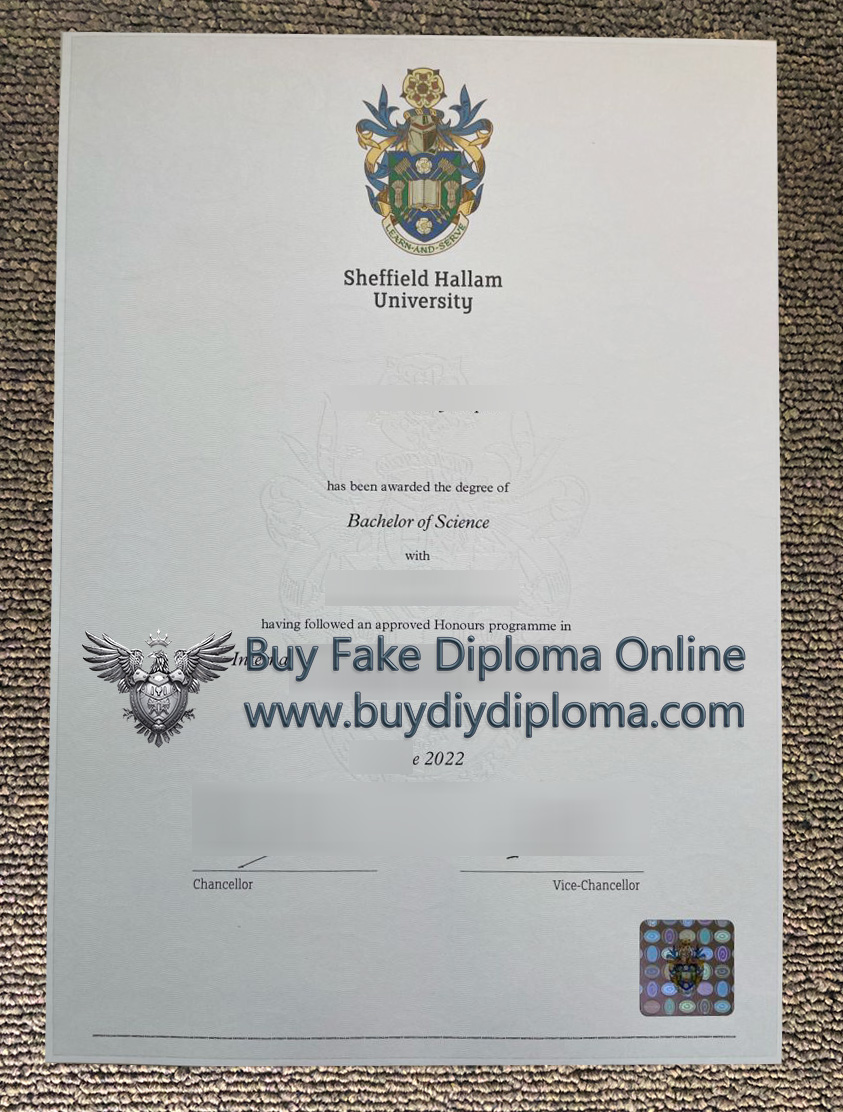 LEARN-AND-SERVE
Sheffield Hallam
University
has been awarded the degree of
Bachelor of Science
with
having followed an approved Honours programme in
Buy Fake Diploma Online
www.buydiydiploma.com
e 2022
Chancellor
Vice-Chancellor